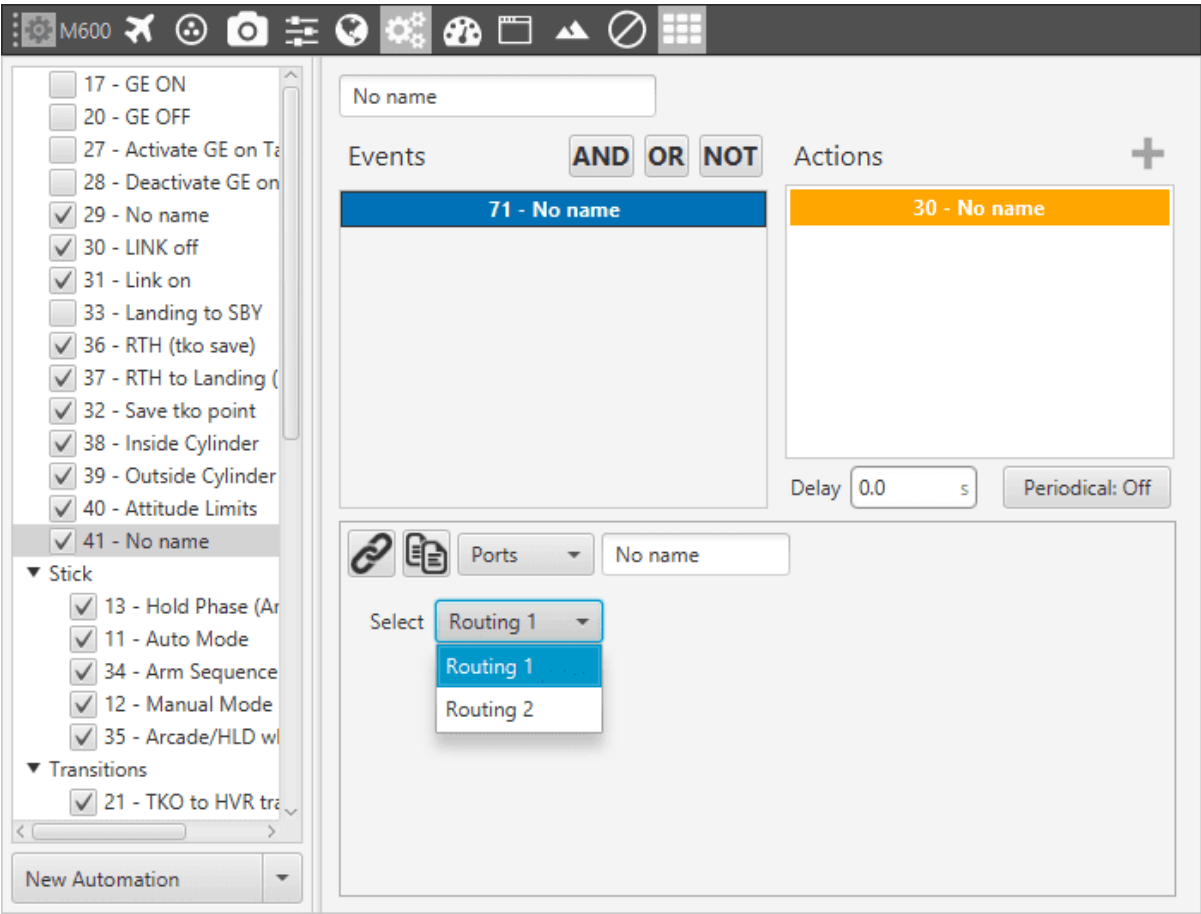 M600
17 - GE ON
20 - GE OFF
27 - Activate GE on Ta
28 - Deactivate GE on
29 - No name
30 - LINK off
31 - Link on
33 - Landing to SBY
36 - RTH (tko save)
37 - RTH to Landing (
32 - Save tko point
38 - Inside Cylinder
39 - Outside Cylinder
40 - Attitude Limits
41 - No name
Stick
13 - Hold Phase (Ar
11 - Auto Mode
34 - Arm Sequence
12 - Manual Mode
35 - Arcade/HLD wl
Transitions
21 - TKO to HVR tra
New Automation
No name
Events AND OR NOT
71 - No name
Actions
30 - No name
Delay 0.0 s Periodical: Off
Ports No name
Select Routing 1
Routing 1
Routing 2